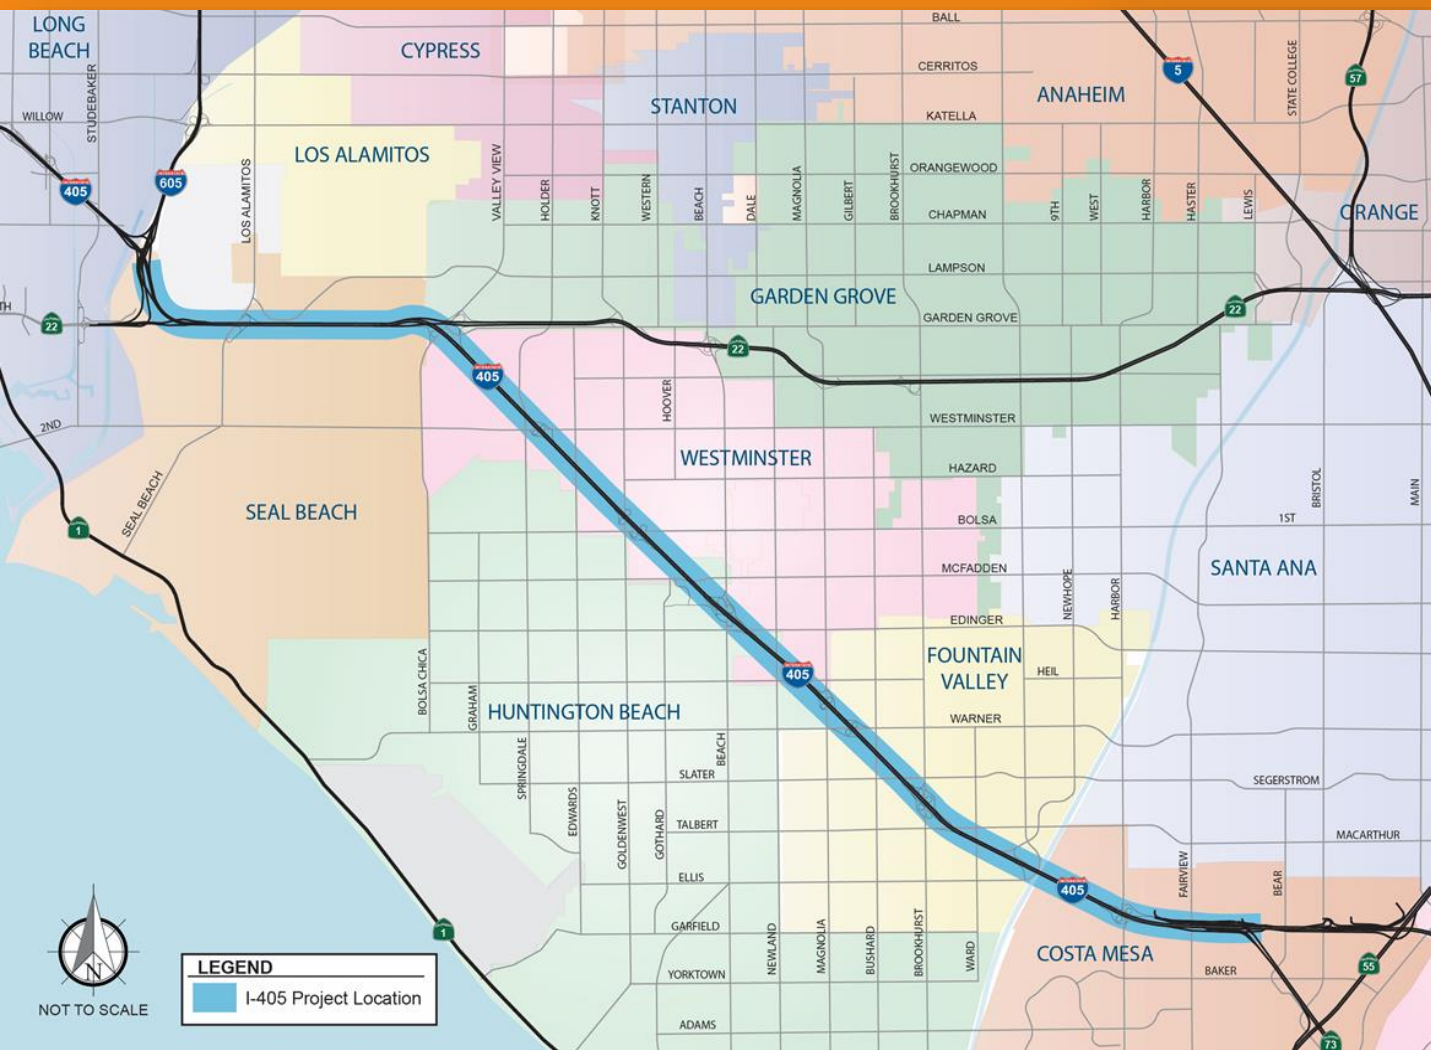 LONG
BEACH
CYPRESS
BALL
CERRITOS
STANTON
ANAHEIM
5
STATE COLLEGE
57
WILLOW
STUDEBAKER
KATELLA
LOS ALAMITOS
ORANGEWOOD
405
605
LOS ALAMITOS
VALLEY VIEW
HOLDER
KNOTT
WESTERN
BEACH
DALE
MAGNOLIA
GILBERT
BROOKHURST
CHAPMAN
9TH
WEST
HARBOR
HASTER
LEWIS
ORANGE
LAMPSON
GARDEN GROVE
TH
22
GARDEN GROVE
22
22
405
HOOVER
2ND
WESTMINSTER
WESTMINSTER
HAZARD
SEAL BEACH
SEAL BEACH
1
BOLSA
1ST
BRISTOL
MAIN
MCFADDEN
NEWHOPE
HARBOR
SANTA ANA
EDINGER
BOLSA CHICA
GRAHAM
405
FOUNTAIN
VALLEY
HEIL
HUNTINGTON BEACH
WARNER
SPRINGDALE
BEACH
SLATER
SEGERSTROM
EDWARDS
GOLDENWEST
GOTHARD
TALBERT
MACARTHUR
ELLIS
405
FAIRVIEW
BEAR
1
GARFIELD
NEWLAND
MAGNOLIA
BUSHARD
BROOKHURST
WARD
COSTA MESA
YORKTOWN
BAKER
55
ADAMS
73
N
NOT TO SCALE
LEGEND
I-405 Project Location